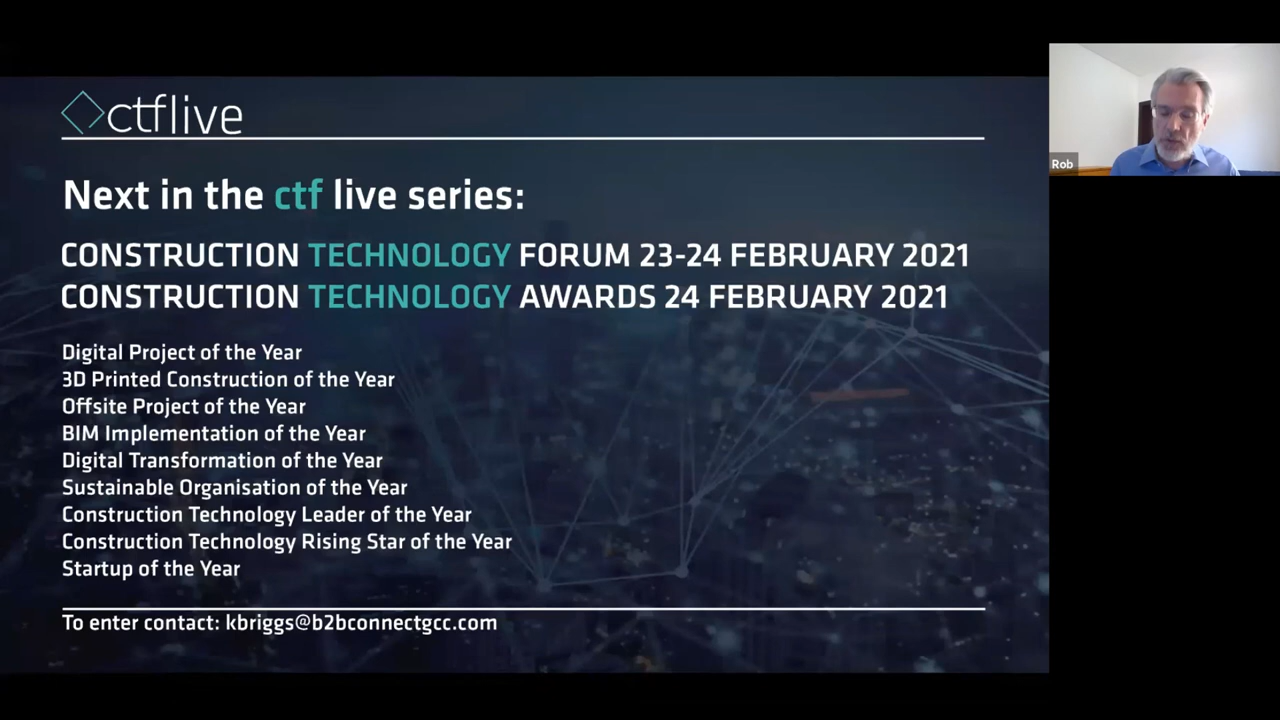 ctflive
Next in the ctf live series:
CONSTRUCTION TECHNOLOGY FORUM 23-24 FEBRUARY 2021
CONSTRUCTION TECHNOLOGY AWARDS 24 FEBRUARY 2021
Digital Project of the Year
3D Printed Construction of the Year
Offsite Project of the Year
BIM Implementation of the Year
Digital Transformation of the Year
Sustainable Organisation of the Year
Construction Technology Leader of the Year
Construction Technology Rising Star of the Year
Startup of the Year
To enter contact: kbriggs@b2bconnectgcc.com
Rob